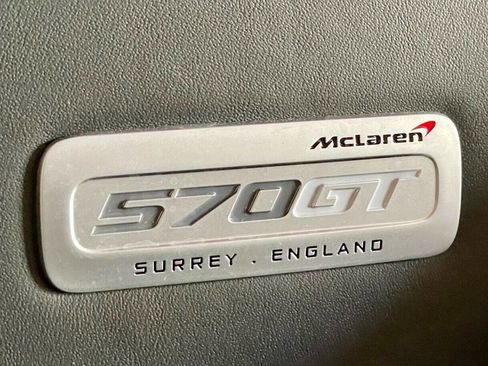 McLaren
570GT
SURREY . ENGLAND